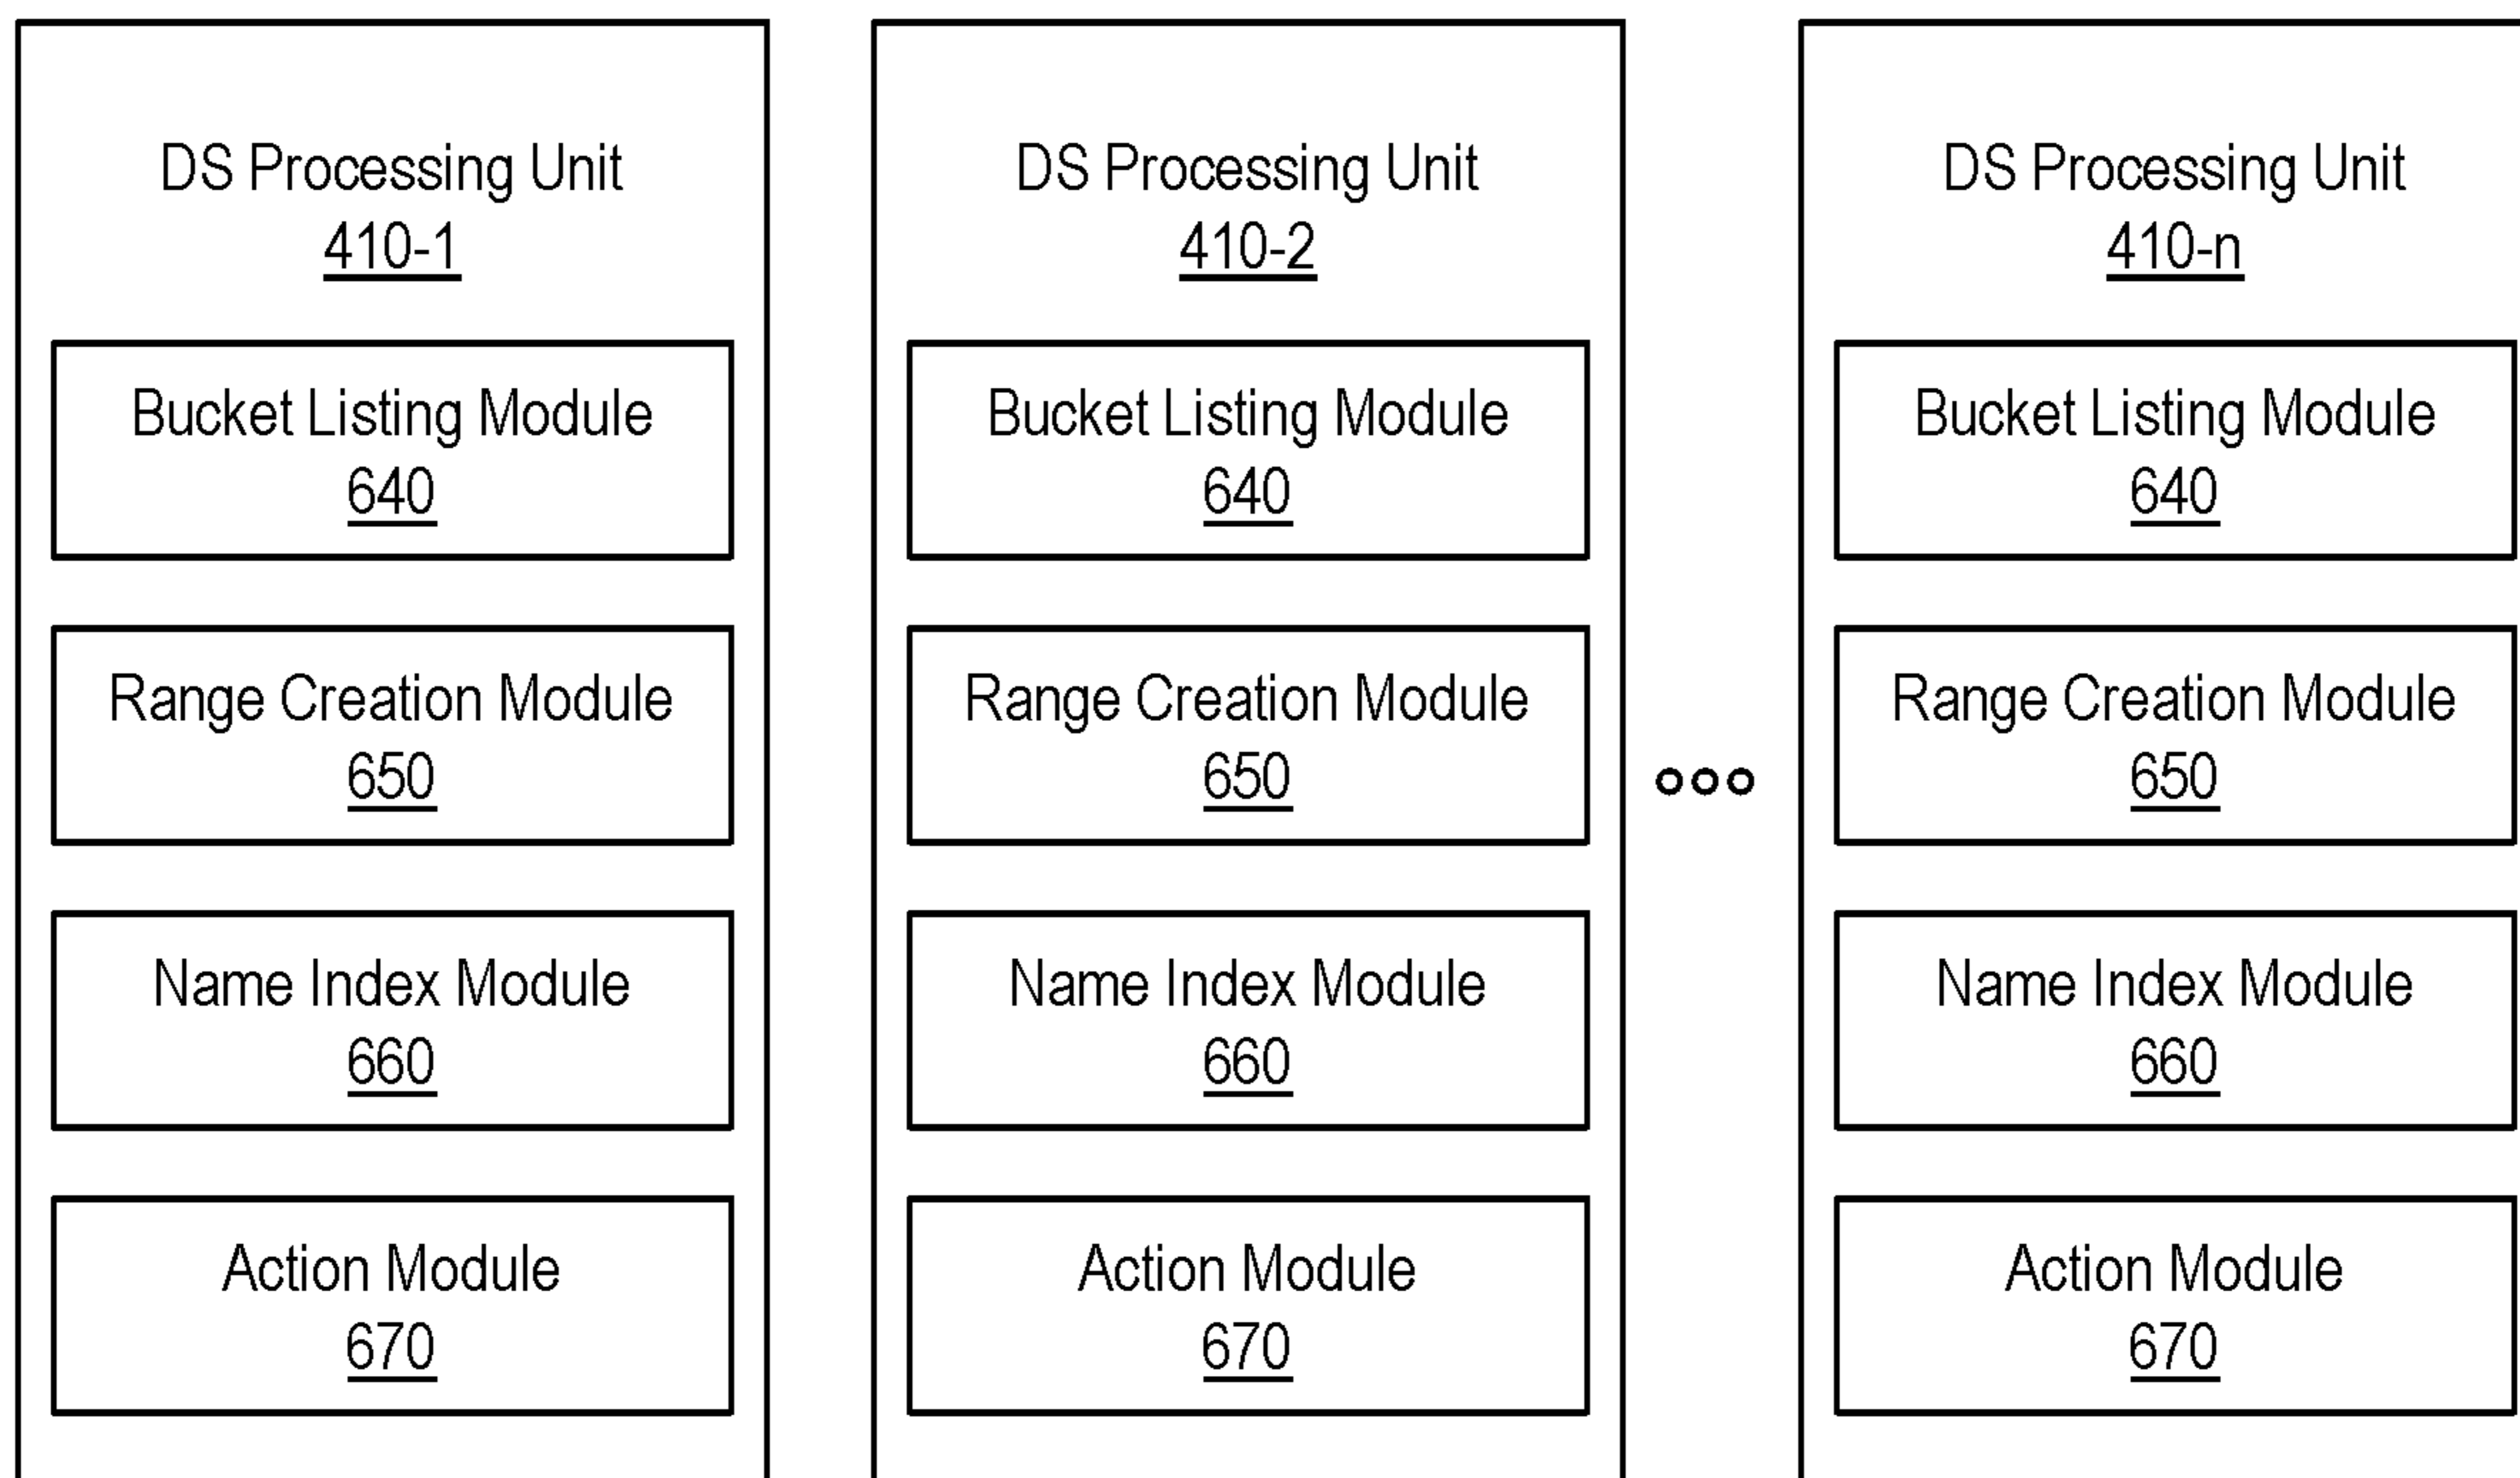 DS Processing Unit
410-1
Bucket Listing Module
640
Range Creation Module
650
Name Index Module
660
Action Module
670
DS Processing Unit
410-2
Bucket Listing Module
640
Range Creation Module
650
Name Index Module
660
Action Module
670
DS Processing Unit
410-n
Bucket Listing Module
640
Range Creation Module
650
Name Index Module
660
Action Module
670